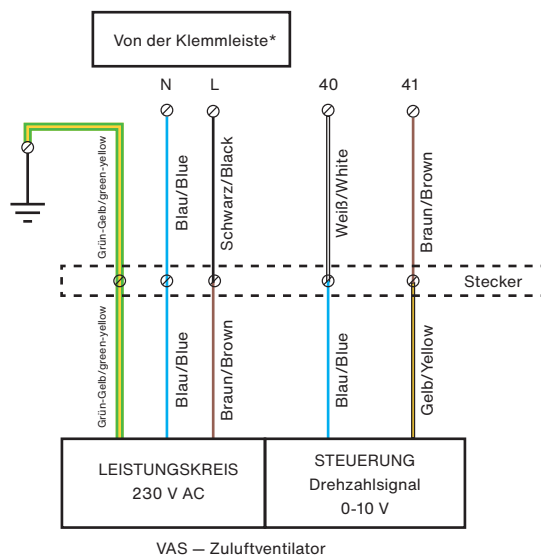 Von der Klemmleiste*
N L 40 41
Grün-Gelb/green-yellow
Blau/Blue
Schwarz/Black
Weiß/White
Braun/Brown
Stecker
Grün-Gelb/green-yellow
Blau/Blue
Braun/Brown
Blau/Blue
Gelb/Yellow
LEISTUNGSKREIS
230 V AC
STEUERUNG
Drehzahlsignal
0-10 V
VAS — Zuluftventilator